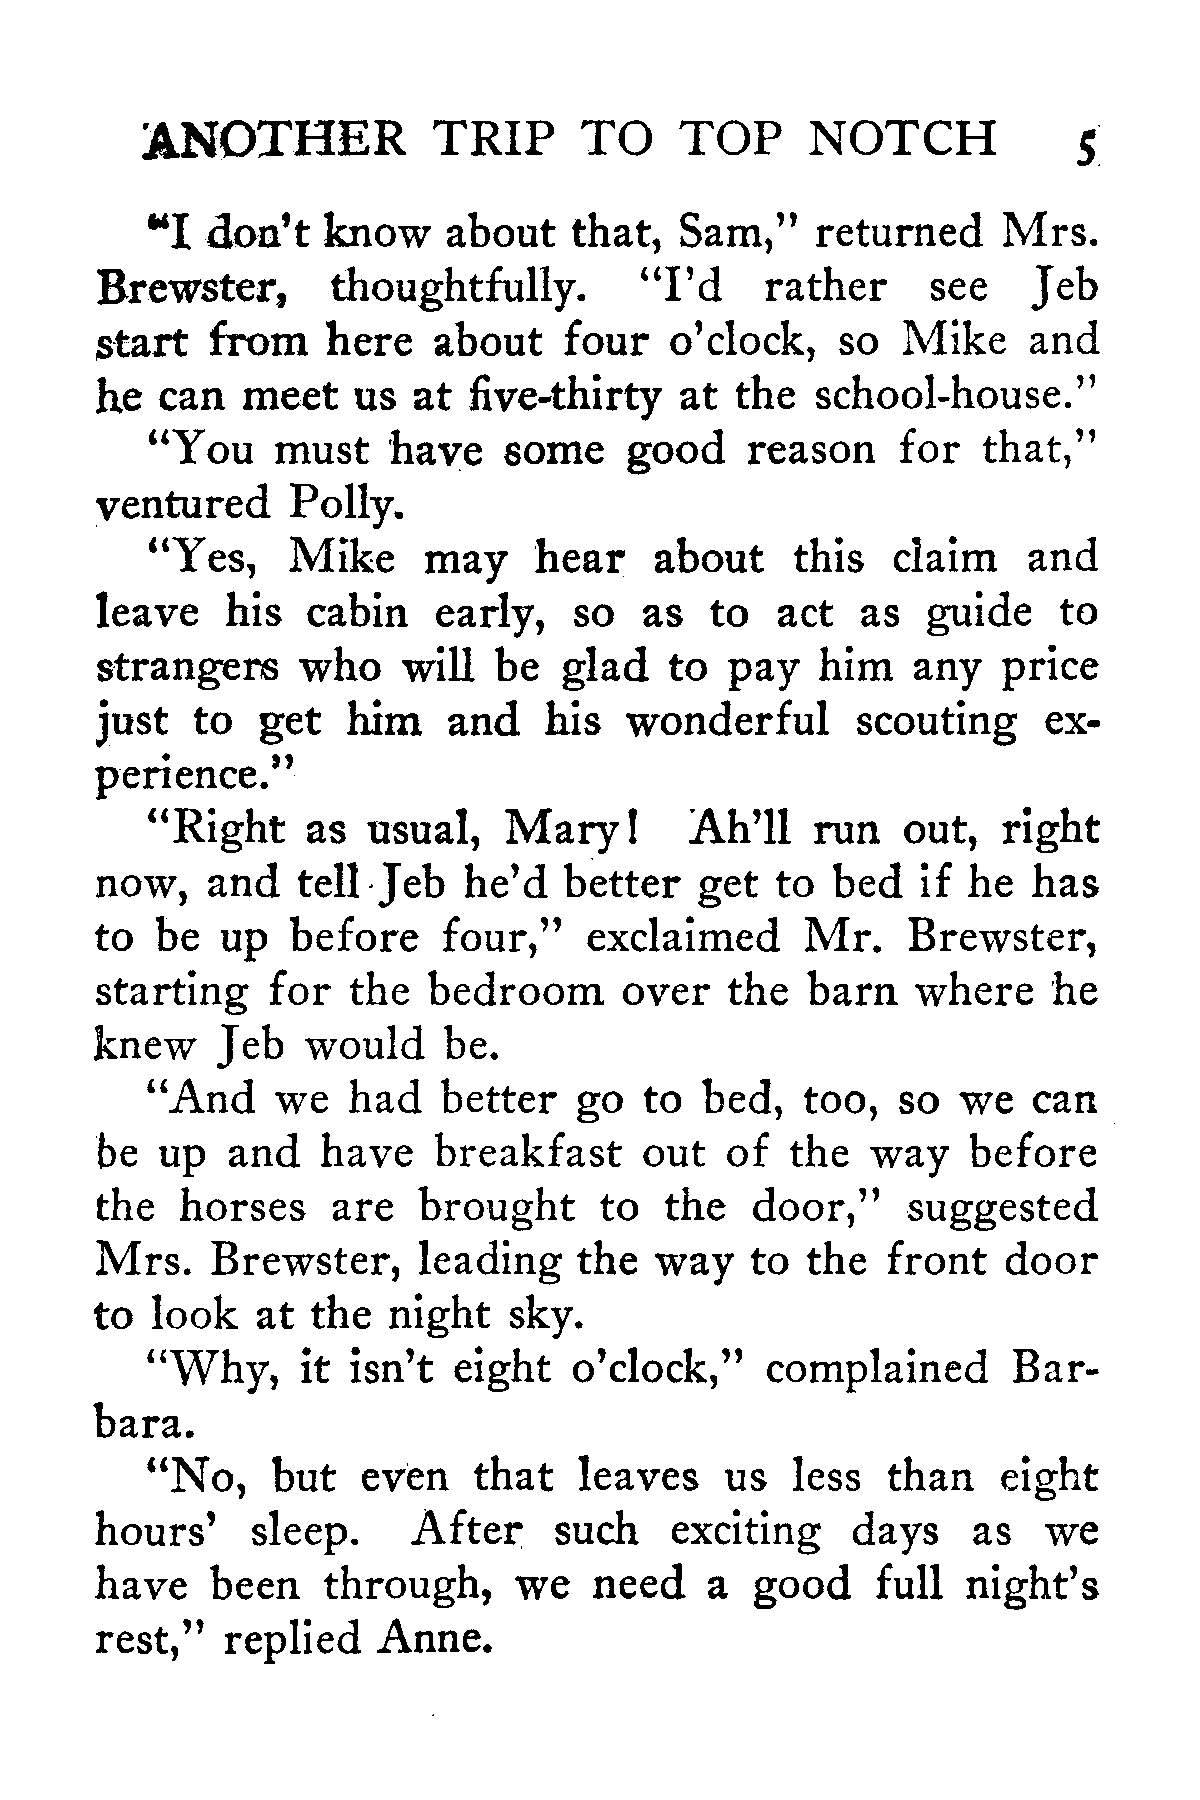 ANOTHER TRIP TO TOP NOTCH 5
“I don’t know about that, Sam,” returned Mrs.
Brewster, thoughtfully. “I’d rather see Jeb
start from here about four o’clock, so Mike and
he can meet us at five-thirty at the school-house.”
“You must have some good reason for that,”
ventured Polly.
“Yes, Mike may hear about this claim and
leave his cabin early, so as to act as guide to
strangers who will be glad to pay him any price
just to get him and his wonderful scouting ex-
perience.”
“Right as usual, Mary! Ah’ll run out, right
now, and tell Jeb he’d better get to bed if he has
to be up before four,” exclaimed Mr. Brewster,
starting for the bedroom over the barn where he
knew Jeb would be.
“And we had better go to bed, too, so we can
be up and have breakfast out of the way before
the horses are brought to the door,” suggested
Mrs. Brewster, leading the way to the front door
to look at the night sky.
“Why, it isn’t eight o’clock,” complained Bar-
bara.
“No, but even that leaves us less than eight
hours’ sleep. After such exciting days as we
have been through, we need a good full night’s
rest,” replied Anne.